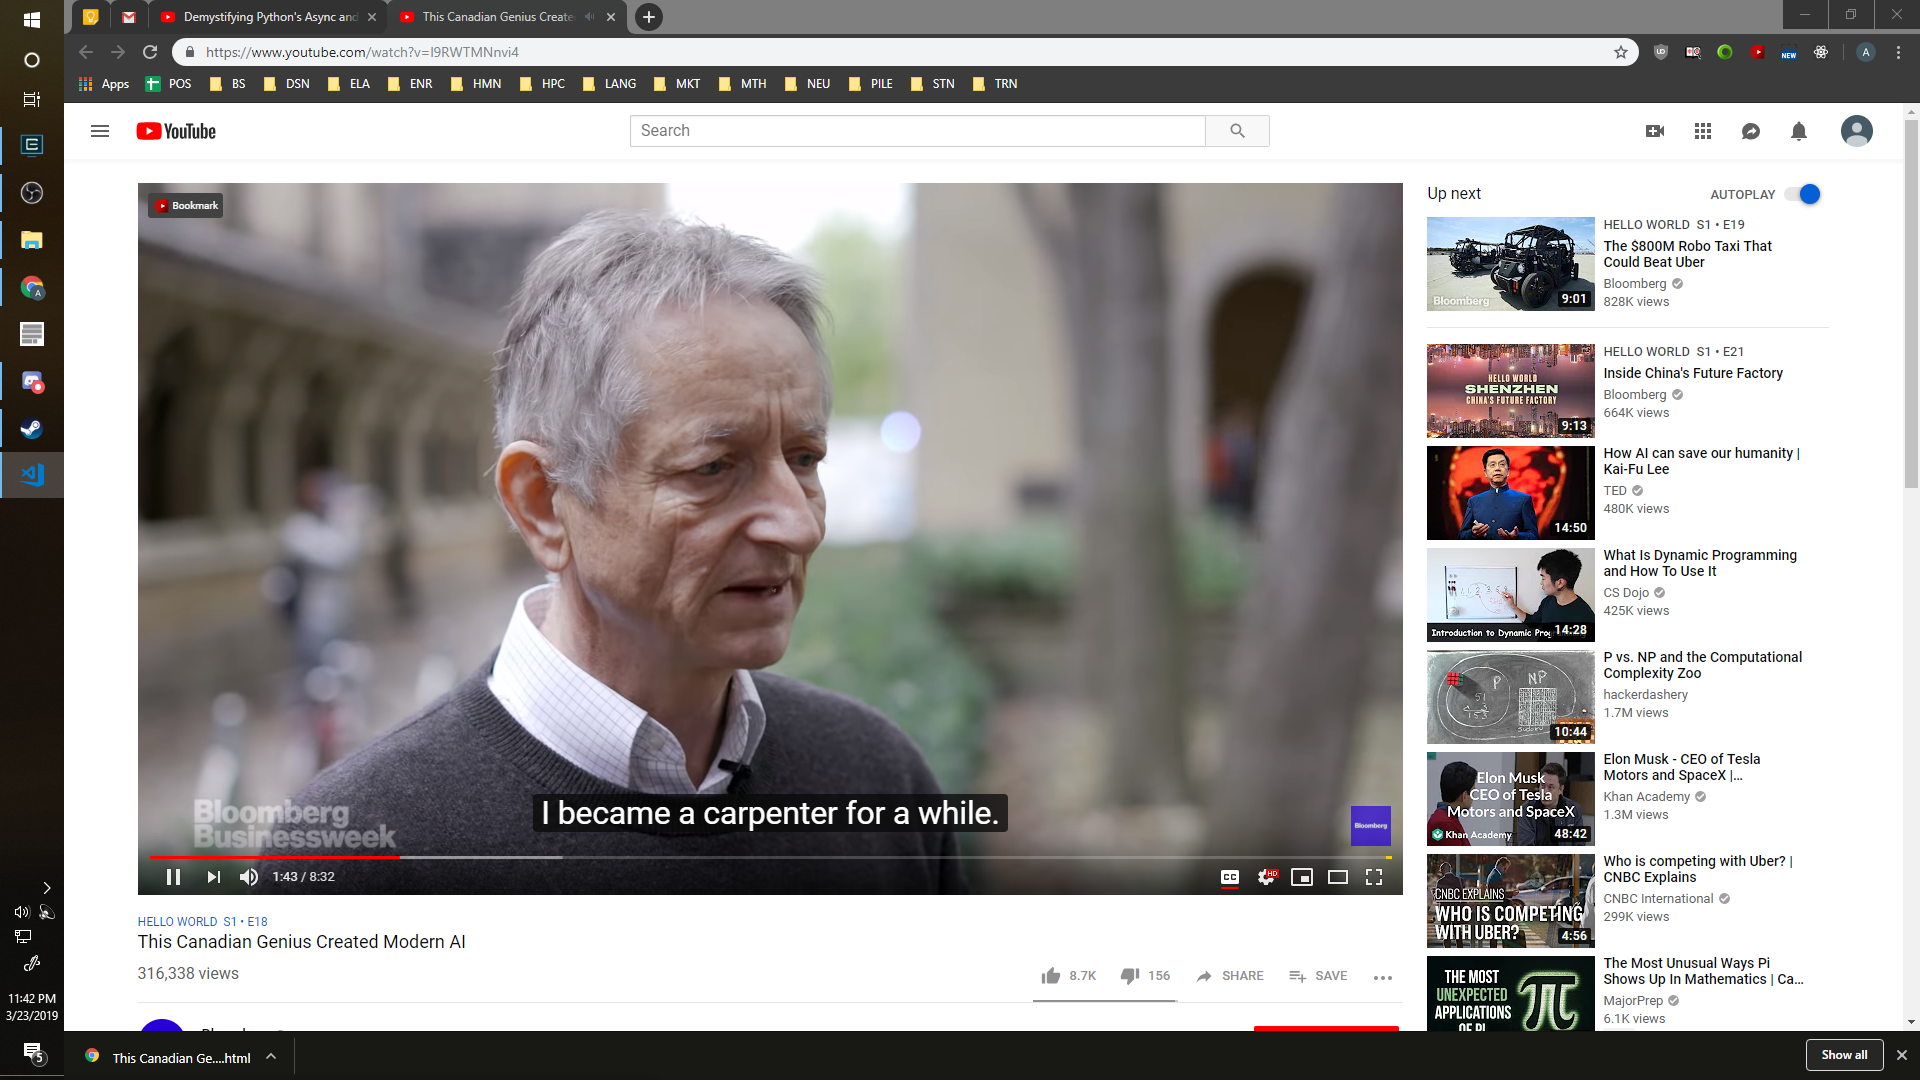 Demystifying Python's Async and
This Canadian Genius Create
https://www.youtube.com/watch?v=I9RWTMNnvi4
Apps POS BS DSN ELA ENR HMN HPC LANG MKT MTH NEU PILE STN TRN
YouTube
Search
Bookmark
I became a carpenter for a while.
Bloomberg
Businessweek
Bloomberg
1:43 / 8:32
CC
HD
HELLO WORLD S1 • E18
This Canadian Genius Created Modern AI
316,338 views
8.7K 156 SHARE SAVE
Up next
AUTOPLAY
Bloomberg
9:01
HELLO WORLD S1 • E19
The $800M Robo Taxi That
Could Beat Uber
Bloomberg
828K views
HELLO WORLD
SHENZHEN
CHINA'S FUTURE FACTORY
9:13
HELLO WORLD S1 • E21
Inside China's Future Factory
Bloomberg
664K views
14:50
How AI can save our humanity |
Kai-Fu Lee
TED
480K views
Introduction to Dynamic Prog
14:28
What Is Dynamic Programming
and How To Use It
CS Dojo
425K views
P NP
10:44
P vs. NP and the Computational
Complexity Zoo
hackerdashery
1.7M views
Elon Musk
CEO of Tesla
Motors and SpaceX
Khan Academy
48:42
Elon Musk - CEO of Tesla
Motors and SpaceX |...
Khan Academy
1.3M views
CNBC EXPLAINS
WHO IS COMPETING
WITH UBER?
4:56
Who is competing with Uber? |
CNBC Explains
CNBC International
299K views
THE MOST
UNEXPECTED
APPLICATIONS
OF PI
The Most Unusual Ways Pi
Shows Up In Mathematics | Ca...
MajorPrep
6.1K views
11:42 PM
3/23/2019
5
This Canadian Ge....html
Show all